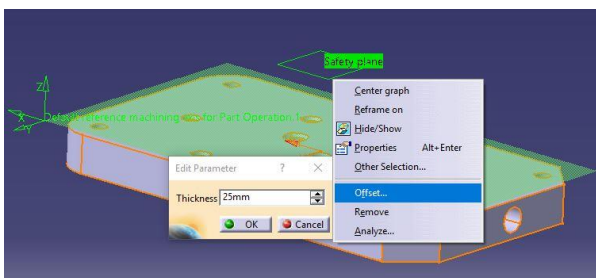 Safety plane
Center graph
Reframe on
Hide/Show
Properties Alt+Enter
Other Selection...
Offset...
Remove
Analyze...
Z
X
Default reference machining axis for Part Operation.1
Edit Parameter ? ×
Thickness 25mm
OK Cancel